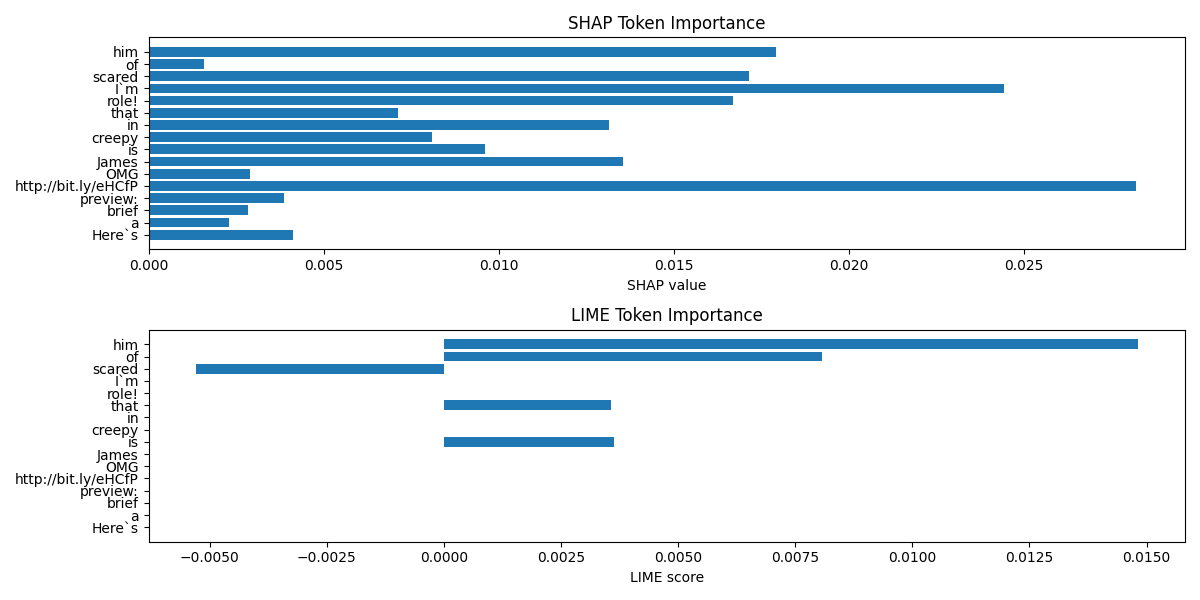 SHAP Token Importance
him
of
scared
I`m
role!
that
in
creepy
is
James
OMG
http://bit.ly/eHCfP
preview:
brief
a
Here`s
0.000 0.005 0.010 0.015 0.020 0.025
SHAP value
LIME Token Importance
him
of
scared
I`m
role!
that
in
creepy
is
James
OMG
http://bit.ly/eHCfP
preview:
brief
a
Here`s
−0.0050 −0.0025 0.0000 0.0025 0.0050 0.0075 0.0100 0.0125 0.0150
LIME score